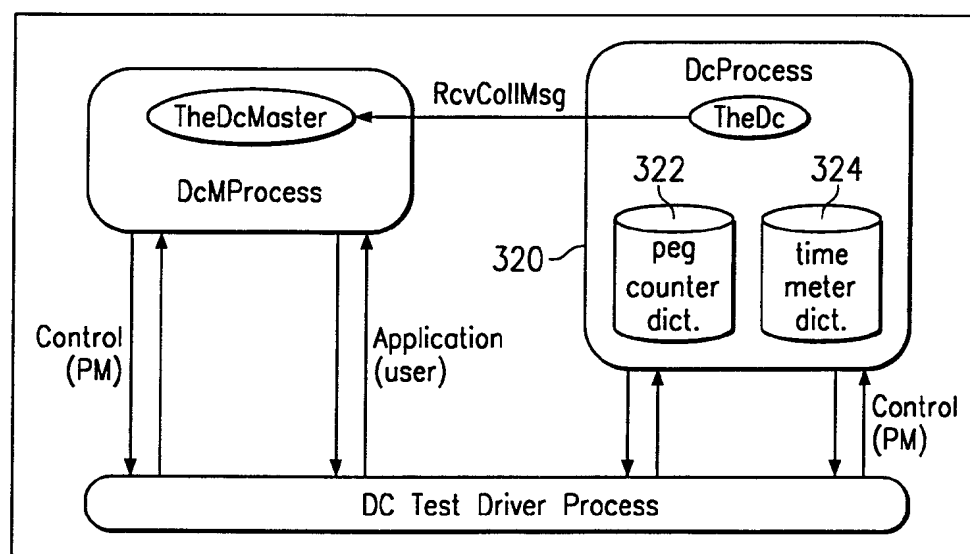 DcProcess
RcvCollMsg
TheDcMaster
TheDc
DcMProcess
322
324
320
peg
counter
dict.
time
meter
dict.
Control
(PM)
Application
(user)
Control
(PM)
DC Test Driver Process